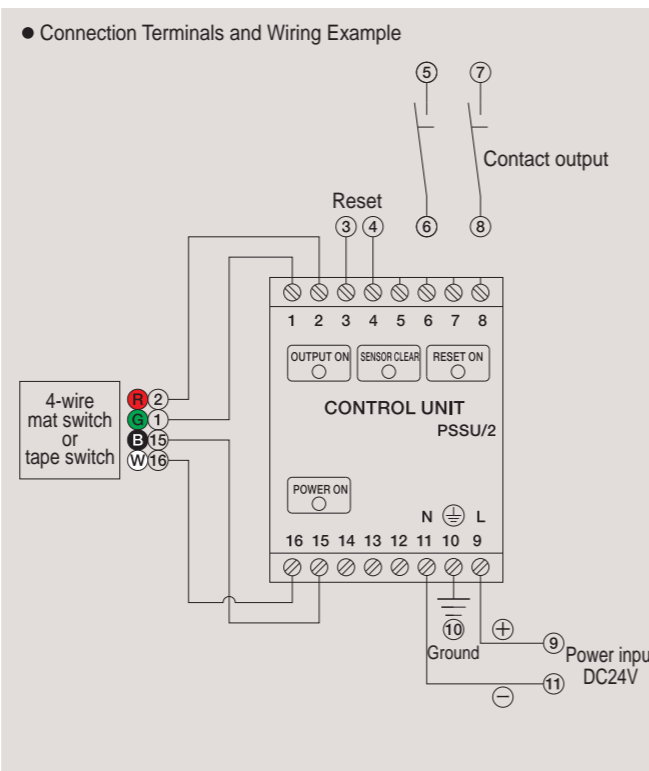 ● Connection Terminals and Wiring Example
⑤ ⑦
Contact output
Reset
③ ④ ⑥ ⑧
1 2 3 4 5 6 7 8
OUTPUT ON SENSOR CLEAR RESET ON
4-wire
mat switch
or
tape switch
R ②
G ①
B ⑮
W ⑯
CONTROL UNIT
PSSU/2
POWER ON
N L
16 15 14 13 12 11 10 9
⑩
Ground
⊕ ⑨
Power inpu
DC24V
⊖ ⑪